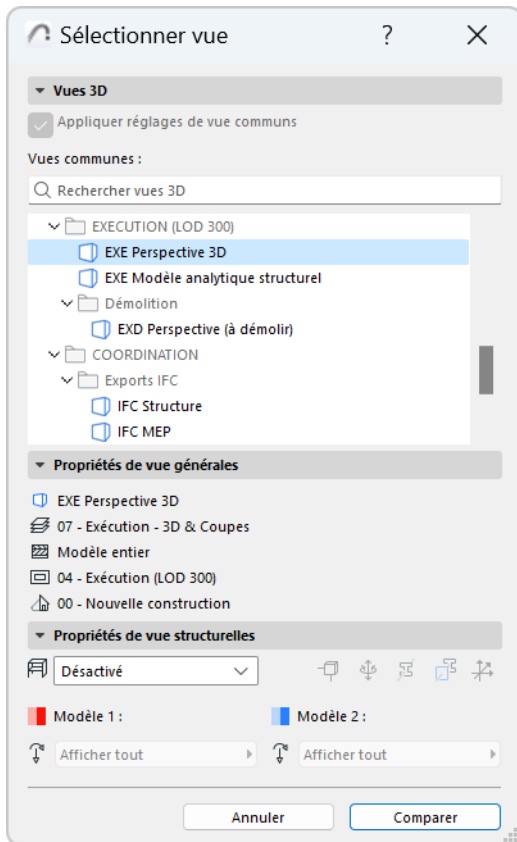 Sélectionner vue ?
Vues 3D
Appliquer réglages de vue communs
Vues communes :
Rechercher vues 3D
EXECUTION (LOD 300)
EXE Perspective 3D
EXE Modèle analytique structurel
Démolition
EXD Perspective (à démolir)
COORDINATION
Exports IFC
IFC Structure
IFC MEP
Propriétés de vue générales
EXE Perspective 3D
07 - Exécution - 3D & Coupes
Modèle entier
04 - Exécution (LOD 300)
00 - Nouvelle construction
Propriétés de vue structurelles
Désactivé
Modèle 1 : Modèle 2 :
Afficher tout Afficher tout
Annuler Comparer